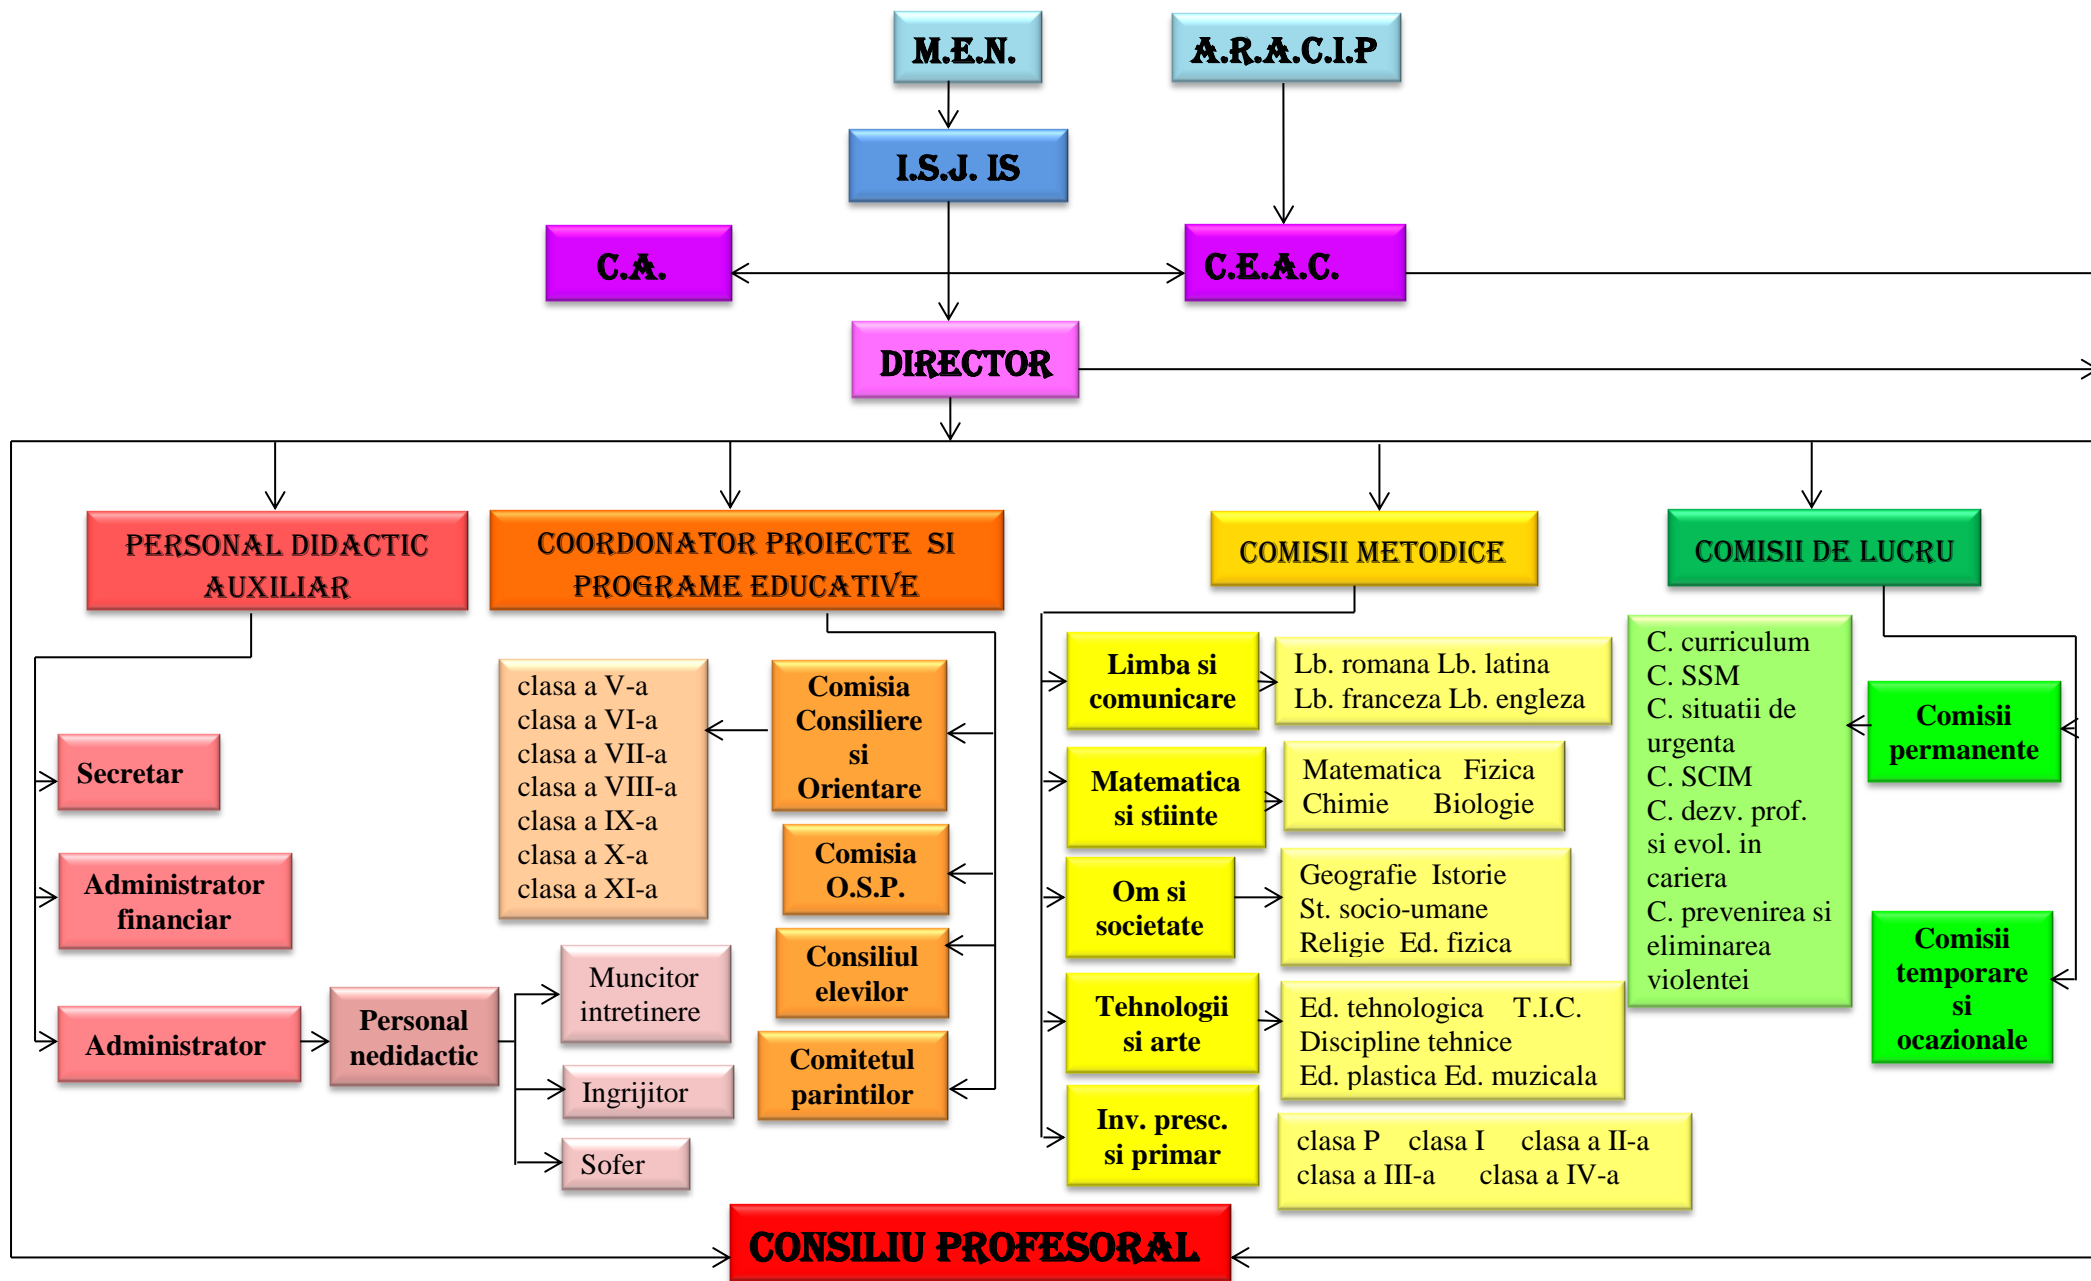 M.E.N.
A.R.A.C.I.P
I.S.J. IS
C.A.
C.E.A.C.
DIRECTOR
PERSONAL DIDACTIC
AUXILIAR
COORDONATOR PROIECTE SI
PROGRAME EDUCATIVE
COMISII METODICE
COMISII DE LUCRU
Secretar
Administrator
financiar
Administrator
Personal
nedidactic
Muncitor
intretinere
Ingrijitor
Sofer
clasa a V-a
clasa a VI-a
clasa a VII-a
clasa a VIII-a
clasa a IX-a
clasa a X-a
clasa a XI-a
Comisia
Consiliere
si
Orientare
Comisia
O.S.P.
Consiliul
elevilor
Comitetul
parintilor
Limba si
comunicare
Lb. romana Lb. latina
Lb. franceza Lb. engleza
Matematica
si stiinte
Matematica Fizica
Chimie Biologie
Om si
societate
Geografie Istorie
St. socio-umane
Religie Ed. fizica
Tehnologii
si arte
Ed. tehnologica T.I.C.
Discipline tehnice
Ed. plastica Ed. muzicala
Inv. presc.
si primar
clasa P clasa I clasa a II-a
clasa a III-a clasa a IV-a
C. curriculum
C. SSM
C. situatii de
urgenta
C. SCIM
C. dezv. prof.
si evol. in
cariera
C. prevenirea si
eliminarea
violentei
Comisii
permanente
Comisii
temporare
si
ocazionale
CONSILIU PROFESORAL